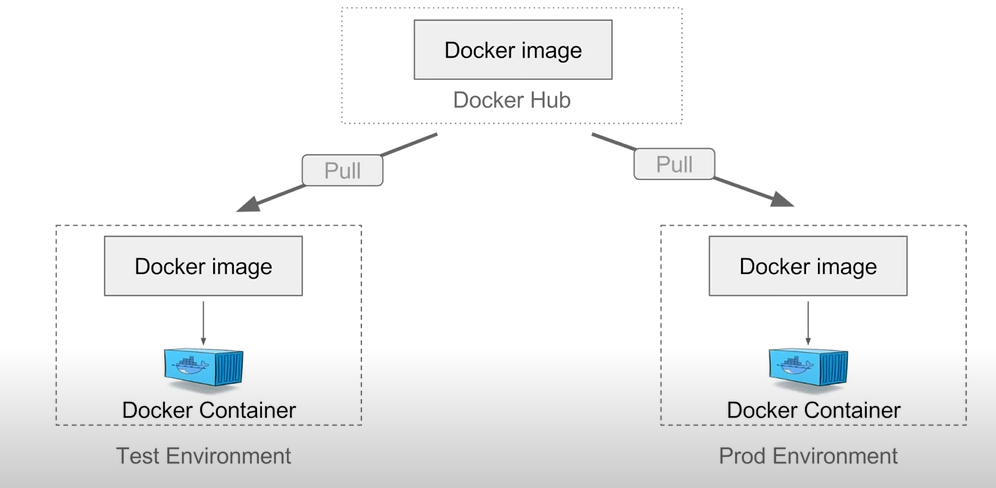 Docker image
Docker Hub
Pull
Pull
Docker image
Docker image
Docker Container
Docker Container
Test Environment
Prod Environment